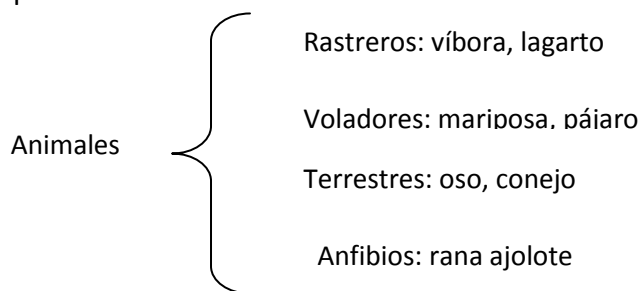 Rastreros: víbora, lagarto
Voladores: mariposa, pájaro
Animales
Terrestres: oso, conejo
Anfibios: rana ajolote